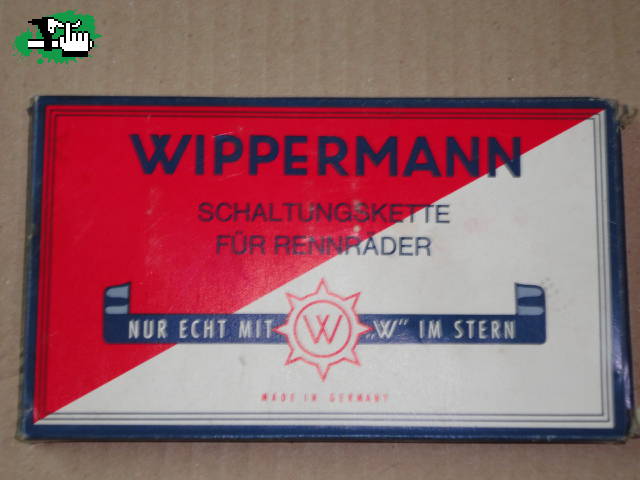 WIPPERMANN
SCHALTUNGSKETTE
FÜR RENNRÄDER
NUR ECHT MIT W „W” IM STERN
MADE IN GERMANY